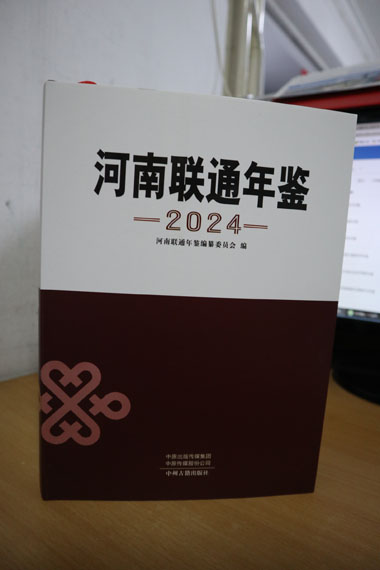 河南联通年鉴
2024
河南联通年鉴编纂委员会 编
中原出版传媒集团
中原传媒股份公司
中州古籍出版社